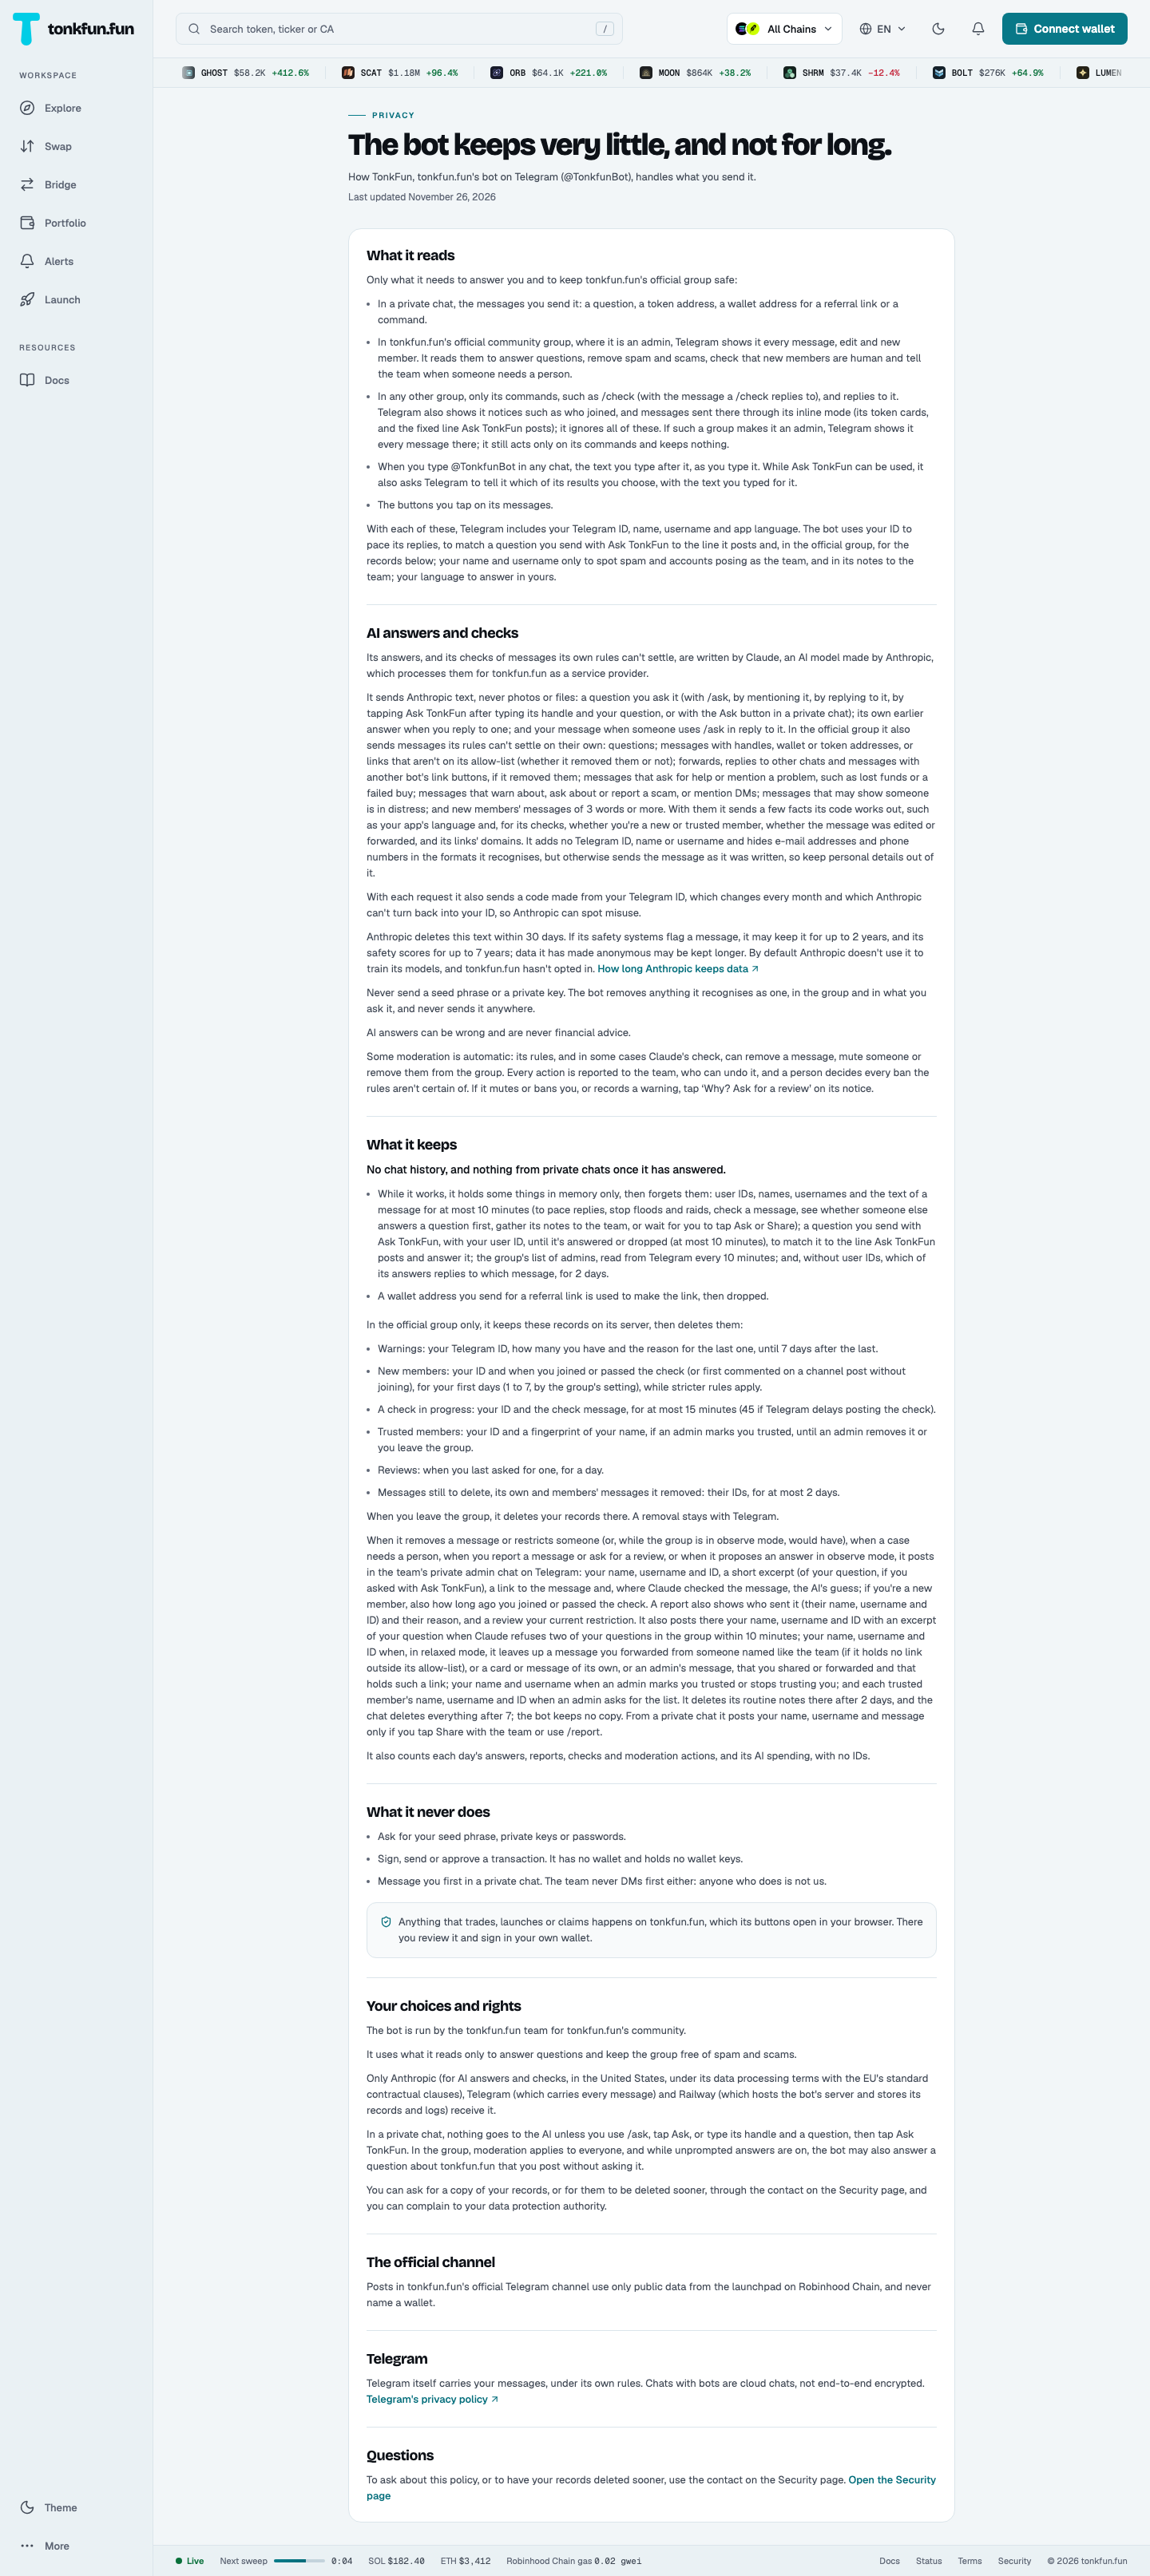 tonkfun.fun
Search token, ticker or CA
/
All Chains
EN
Connect wallet
WORKSPACE
Explore
Swap
Bridge
Portfolio
Alerts
Launch
RESOURCES
Docs
GHOST $58.2K +412.6%
SCAT $1.18M +96.4%
ORB $64.1K +221.0%
MOON $864K +38.2%
SHRM $37.4K −12.4%
BOLT $276K +64.9%
LUMEN
PRIVACY
The bot keeps very little, and not for long.
How TonkFun, tonkfun.fun's bot on Telegram (@TonkfunBot), handles what you send it.
Last updated November 26, 2026
What it reads
Only what it needs to answer you and to keep tonkfun.fun's official group safe:
• In a private chat, the messages you send it: a question, a token address, a wallet address for a referral link or a
command.
• In tonkfun.fun's official community group, where it is an admin, Telegram shows it every message, edit and new
member. It reads them to answer questions, remove spam and scams, check that new members are human and tell
the team when someone needs a person.
• In any other group, only its commands, such as /check (with the message a /check replies to), and replies to it.
Telegram also shows it notices such as who joined, and messages sent there through its inline mode (its token cards,
and the fixed line Ask TonkFun posts); it ignores all of these. If such a group makes it an admin, Telegram shows it
every message there; it still acts only on its commands and keeps nothing.
• When you type @TonkfunBot in any chat, the text you type after it, as you type it. While Ask TonkFun can be used, it
also asks Telegram to tell it which of its results you choose, with the text you typed for it.
• The buttons you tap on its messages.
With each of these, Telegram includes your Telegram ID, name, username and app language. The bot uses your ID to
pace its replies, to match a question you send with Ask TonkFun to the line it posts and, in the official group, for the
records below; your name and username only to spot spam and accounts posing as the team, and in its notes to the
team; your language to answer in yours.
AI answers and checks
Its answers, and its checks of messages its own rules can't settle, are written by Claude, an AI model made by Anthropic,
which processes them for tonkfun.fun as a service provider.
It sends Anthropic text, never photos or files: a question you ask it (with /ask, by mentioning it, by replying to it, by
tapping Ask TonkFun after typing its handle and your question, or with the Ask button in a private chat); its own earlier
answer when you reply to one; and your message when someone uses /ask in reply to it. In the official group it also
sends messages its rules can't settle on their own: questions; messages with handles, wallet or token addresses, or
links that aren't on its allow-list (whether it removed them or not); forwards, replies to other chats and messages with
another bot's link buttons, if it removed them; messages that ask for help or mention a problem, such as lost funds or a
failed buy; messages that warn about, ask about or report a scam, or mention DMs; messages that may show someone
is in distress; and new members' messages of 3 words or more. With them it sends a few facts its code works out, such
as your app's language and, for its checks, whether you're a new or trusted member, whether the message was edited or
forwarded, and its links' domains. It adds no Telegram ID, name or username and hides e-mail addresses and phone
numbers in the formats it recognises, but otherwise sends the message as it was written, so keep personal details out of
it.
With each request it also sends a code made from your Telegram ID, which changes every month and which Anthropic
can't turn back into your ID, so Anthropic can spot misuse.
Anthropic deletes this text within 30 days. If its safety systems flag a message, it may keep it for up to 2 years, and its
safety scores for up to 7 years; data it has made anonymous may be kept longer. By default Anthropic doesn't use it to
train its models, and tonkfun.fun hasn't opted in. How long Anthropic keeps data ↗
Never send a seed phrase or a private key. The bot removes anything it recognises as one, in the group and in what you
ask it, and never sends it anywhere.
AI answers can be wrong and are never financial advice.
Some moderation is automatic: its rules, and in some cases Claude's check, can remove a message, mute someone or
remove them from the group. Every action is reported to the team, who can undo it, and a person decides every ban the
rules aren't certain of. If it mutes or bans you, or records a warning, tap ‘Why? Ask for a review’ on its notice.
What it keeps
No chat history, and nothing from private chats once it has answered.
• While it works, it holds some things in memory only, then forgets them: user IDs, names, usernames and the text of a
message for at most 10 minutes (to pace replies, stop floods and raids, check a message, see whether someone else
answers a question first, gather its notes to the team, or wait for you to tap Ask or Share); a question you send with
Ask TonkFun, with your user ID, until it's answered or dropped (at most 10 minutes), to match it to the line Ask TonkFun
posts and answer it; the group's list of admins, read from Telegram every 10 minutes; and, without user IDs, which of
its answers replies to which message, for 2 days.
• A wallet address you send for a referral link is used to make the link, then dropped.
In the official group only, it keeps these records on its server, then deletes them:
• Warnings: your Telegram ID, how many you have and the reason for the last one, until 7 days after the last.
• New members: your ID and when you joined or passed the check (or first commented on a channel post without
joining), for your first days (1 to 7, by the group's setting), while stricter rules apply.
• A check in progress: your ID and the check message, for at most 15 minutes (45 if Telegram delays posting the check).
• Trusted members: your ID and a fingerprint of your name, if an admin marks you trusted, until an admin removes it or
you leave the group.
• Reviews: when you last asked for one, for a day.
• Messages still to delete, its own and members' messages it removed: their IDs, for at most 2 days.
When you leave the group, it deletes your records there. A removal stays with Telegram.
When it removes a message or restricts someone (or, while the group is in observe mode, would have), when a case
needs a person, when you report a message or ask for a review, or when it proposes an answer in observe mode, it posts
in the team's private admin chat on Telegram: your name, username and ID, a short excerpt (of your question, if you
asked with Ask TonkFun), a link to the message and, where Claude checked the message, the AI's guess; if you're a new
member, also how long ago you joined or passed the check. A report also shows who sent it (their name, username and
ID) and their reason, and a review your current restriction. It also posts there your name, username and ID with an excerpt
of your question when Claude refuses two of your questions in the group within 10 minutes; your name, username and
ID when, in relaxed mode, it leaves up a message you forwarded from someone named like the team (if it holds no link
outside its allow-list), or a card or message of its own, or an admin's message, that you shared or forwarded and that
holds such a link; your name and username when an admin marks you trusted or stops trusting you; and each trusted
member's name, username and ID when an admin asks for the list. It deletes its routine notes there after 2 days, and the
chat deletes everything after 7; the bot keeps no copy. From a private chat it posts your name, username and message
only if you tap Share with the team or use /report.
It also counts each day's answers, reports, checks and moderation actions, and its AI spending, with no IDs.
What it never does
• Ask for your seed phrase, private keys or passwords.
• Sign, send or approve a transaction. It has no wallet and holds no wallet keys.
• Message you first in a private chat. The team never DMs first either: anyone who does is not us.
Anything that trades, launches or claims happens on tonkfun.fun, which its buttons open in your browser. There
you review it and sign in your own wallet.
Your choices and rights
The bot is run by the tonkfun.fun team for tonkfun.fun's community.
It uses what it reads only to answer questions and keep the group free of spam and scams.
Only Anthropic (for AI answers and checks, in the United States, under its data processing terms with the EU's standard
contractual clauses), Telegram (which carries every message) and Railway (which hosts the bot's server and stores its
records and logs) receive it.
In a private chat, nothing goes to the AI unless you use /ask, tap Ask, or type its handle and a question, then tap Ask
TonkFun. In the group, moderation applies to everyone, and while unprompted answers are on, the bot may also answer a
question about tonkfun.fun that you post without asking it.
You can ask for a copy of your records, or for them to be deleted sooner, through the contact on the Security page, and
you can complain to your data protection authority.
The official channel
Posts in tonkfun.fun's official Telegram channel use only public data from the launchpad on Robinhood Chain, and never
name a wallet.
Telegram
Telegram itself carries your messages, under its own rules. Chats with bots are cloud chats, not end-to-end encrypted.
Telegram's privacy policy ↗
Questions
To ask about this policy, or to have your records deleted sooner, use the contact on the Security page. Open the Security
page
Theme
More
Live
Next sweep 0:04
SOL $182.40
ETH $3,412
Robinhood Chain gas 0.02 gwei
Docs
Status
Terms
Security
© 2026 tonkfun.fun